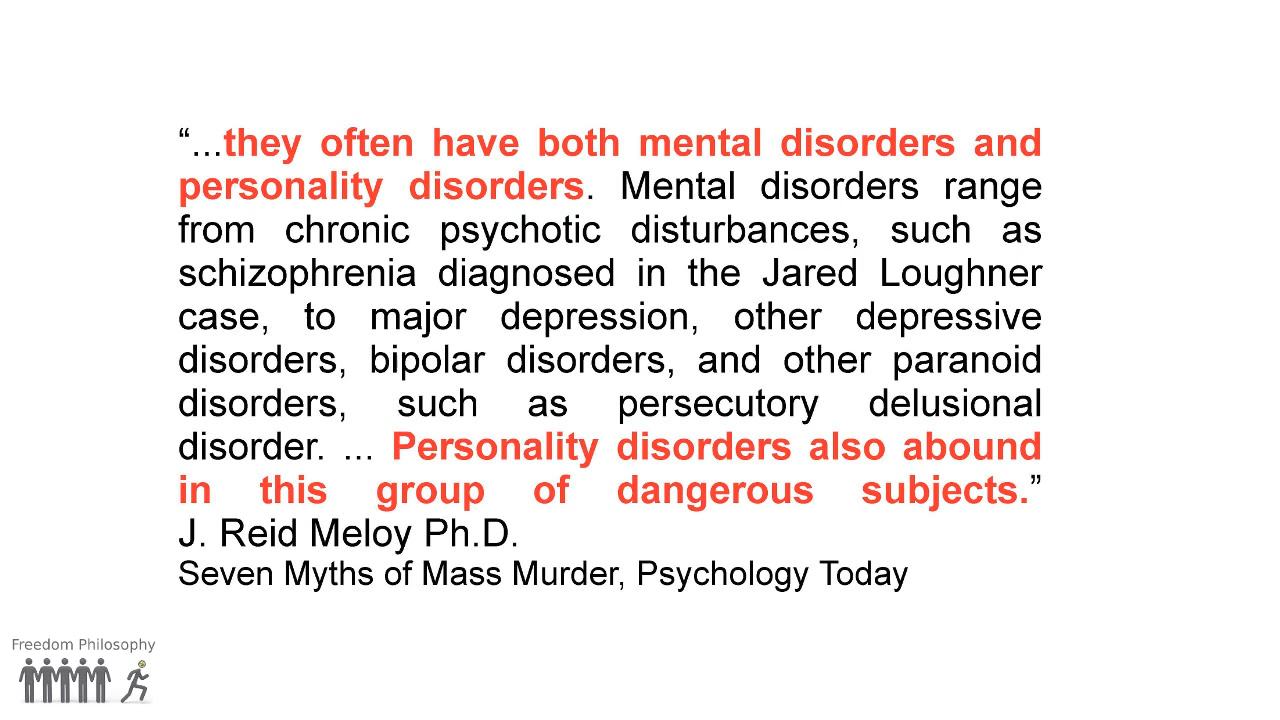 “...they often have both mental disorders and
personality disorders. Mental disorders range
from chronic psychotic disturbances, such as
schizophrenia diagnosed in the Jared Loughner
case, to major depression, other depressive
disorders, bipolar disorders, and other paranoid
disorders, such as persecutory delusional
disorder. ... Personality disorders also abound
in this group of dangerous subjects.”
J. Reid Meloy Ph.D.
Seven Myths of Mass Murder, Psychology Today
Freedom Philosophy